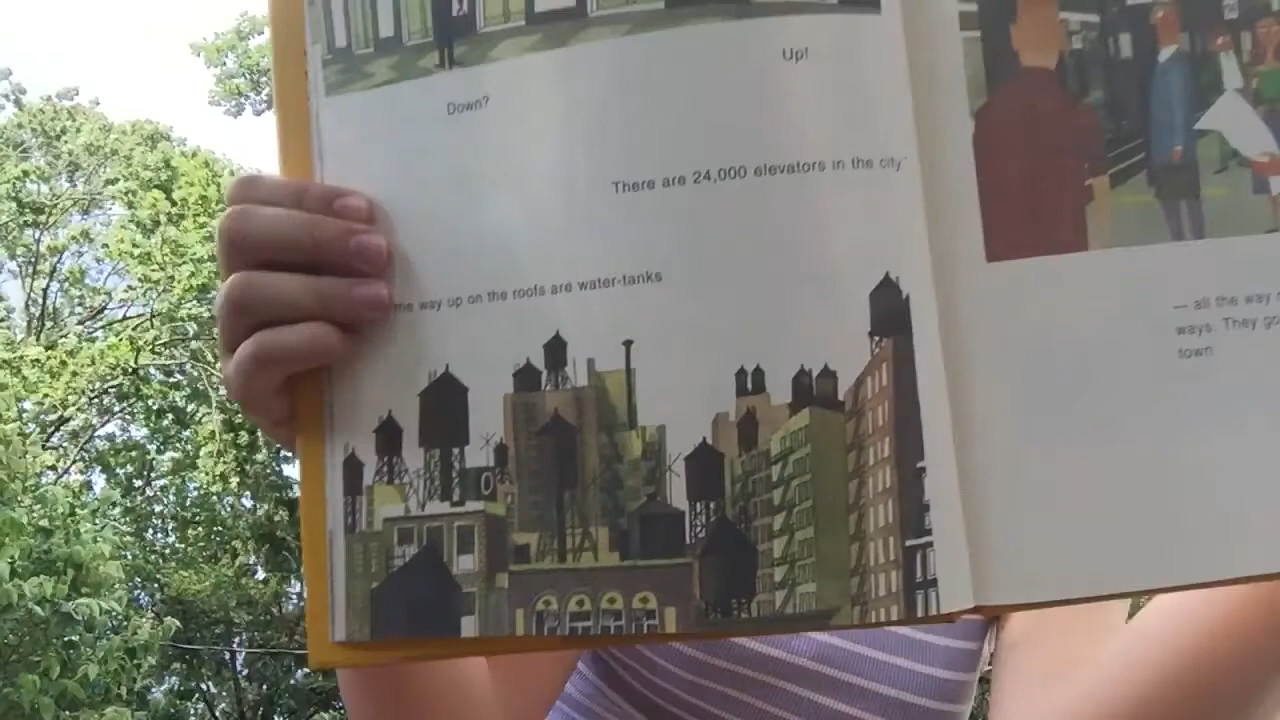 Up!
Down?
There are 24,000 elevators in the city
me way up on the roofs are water-tanks
— all the way
ways. They go
town